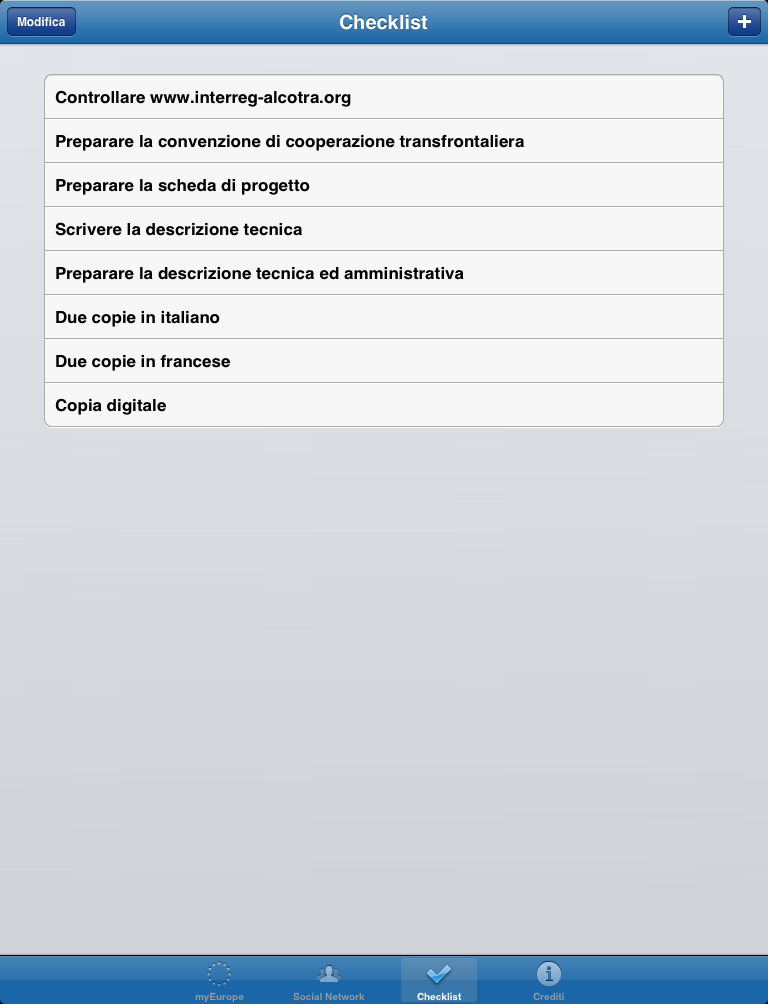 Modifica
Checklist
+
Controllare www.interreg-alcotra.org
Preparare la convenzione di cooperazione transfrontaliera
Preparare la scheda di progetto
Scrivere la descrizione tecnica
Preparare la descrizione tecnica ed amministrativa
Due copie in italiano
Due copie in francese
Copia digitale
myEurope
Social Network
Checklist
Crediti